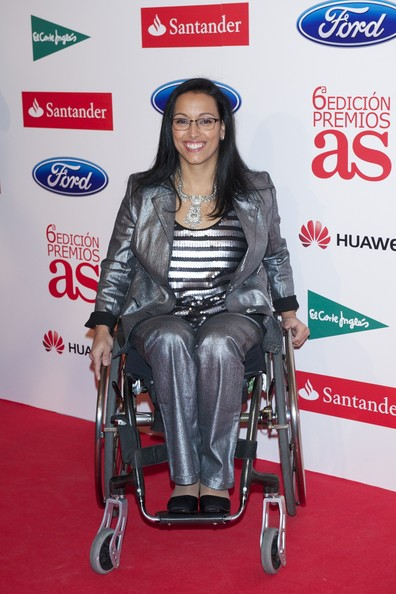 El Corte Inglés
Santander
Ford
Santander
Ford
6ª EDICIÓN
PREMIOS
as
6ª EDICIÓN
PREMIOS
as
HUAWEI
El Corte Inglés
HUA
Santander